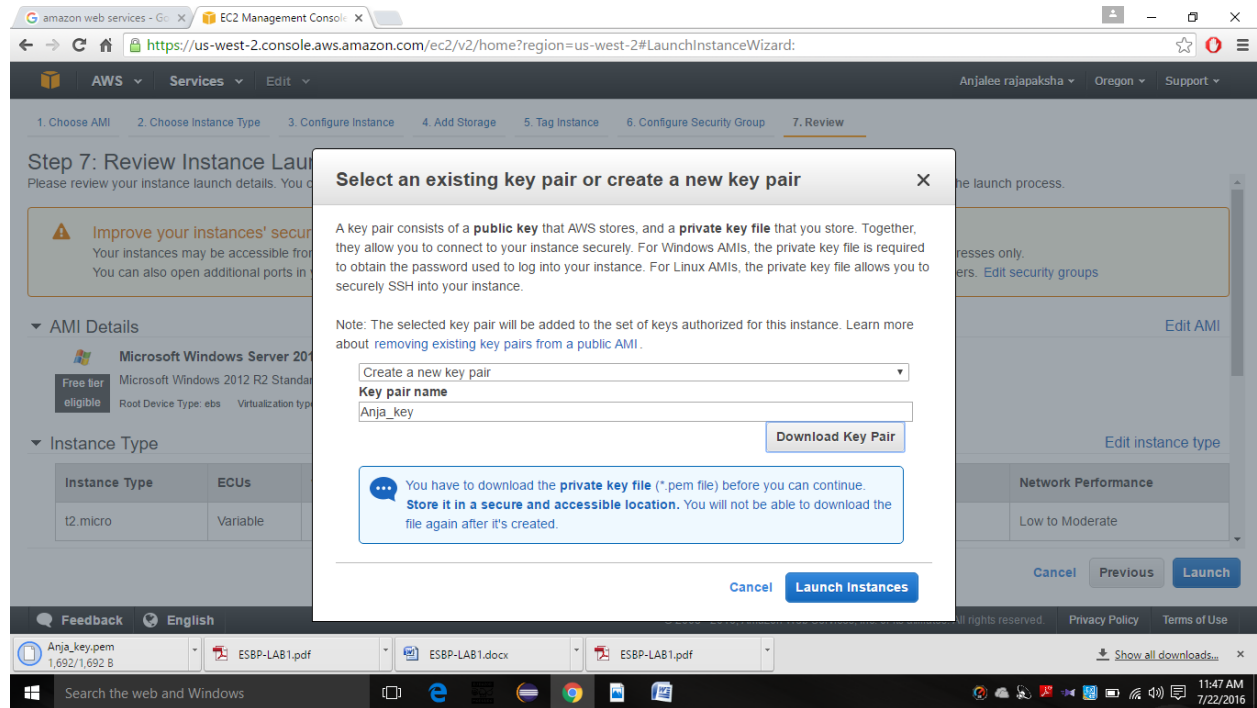 amazon web services - Go
EC2 Management Console
https://us-west-2.console.aws.amazon.com/ec2/v2/home?region=us-west-2#LaunchInstanceWizard:
AWS Services Edit Anjalee rajapaksha Oregon Support
1. Choose AMI 2. Choose Instance Type 3. Configure Instance 4. Add Storage 5. Tag Instance 6. Configure Security Group 7. Review
Step 7: Review Instance Laun
Please review your instance launch details. You c
he launch process.
Improve your instances' secur
Your instances may be accessible fron
resses only.
You can also open additional ports in
ers. Edit security groups
AMI Details
Edit AMI
Microsoft Windows Server 201
Free tier
eligible
Microsoft Windows 2012 R2 Standar
Root Device Type: ebs Virtualization type
Instance Type
Edit instance type
Instance Type ECUs Network Performance
t2.micro Variable Low to Moderate
Select an existing key pair or create a new key pair
A key pair consists of a public key that AWS stores, and a private key file that you store. Together,
they allow you to connect to your instance securely. For Windows AMIs, the private key file is required
to obtain the password used to log into your instance. For Linux AMIs, the private key file allows you to
securely SSH into your instance.
Note: The selected key pair will be added to the set of keys authorized for this instance. Learn more
about removing existing key pairs from a public AMI.
Create a new key pair
Key pair name
Anja_key
Download Key Pair
You have to download the private key file (*.pem file) before you can continue.
Store it in a secure and accessible location. You will not be able to download the
file again after it's created.
Cancel Launch Instances
Cancel Previous Launch
Feedback English
All rights reserved. Privacy Policy Terms of Use
Anja_key.pem
1,692/1,692 B
ESBP-LAB1.pdf
ESBP-LAB1.docx
ESBP-LAB1.pdf
Show all downloads...
Search the web and Windows
11:47 AM
7/22/2016